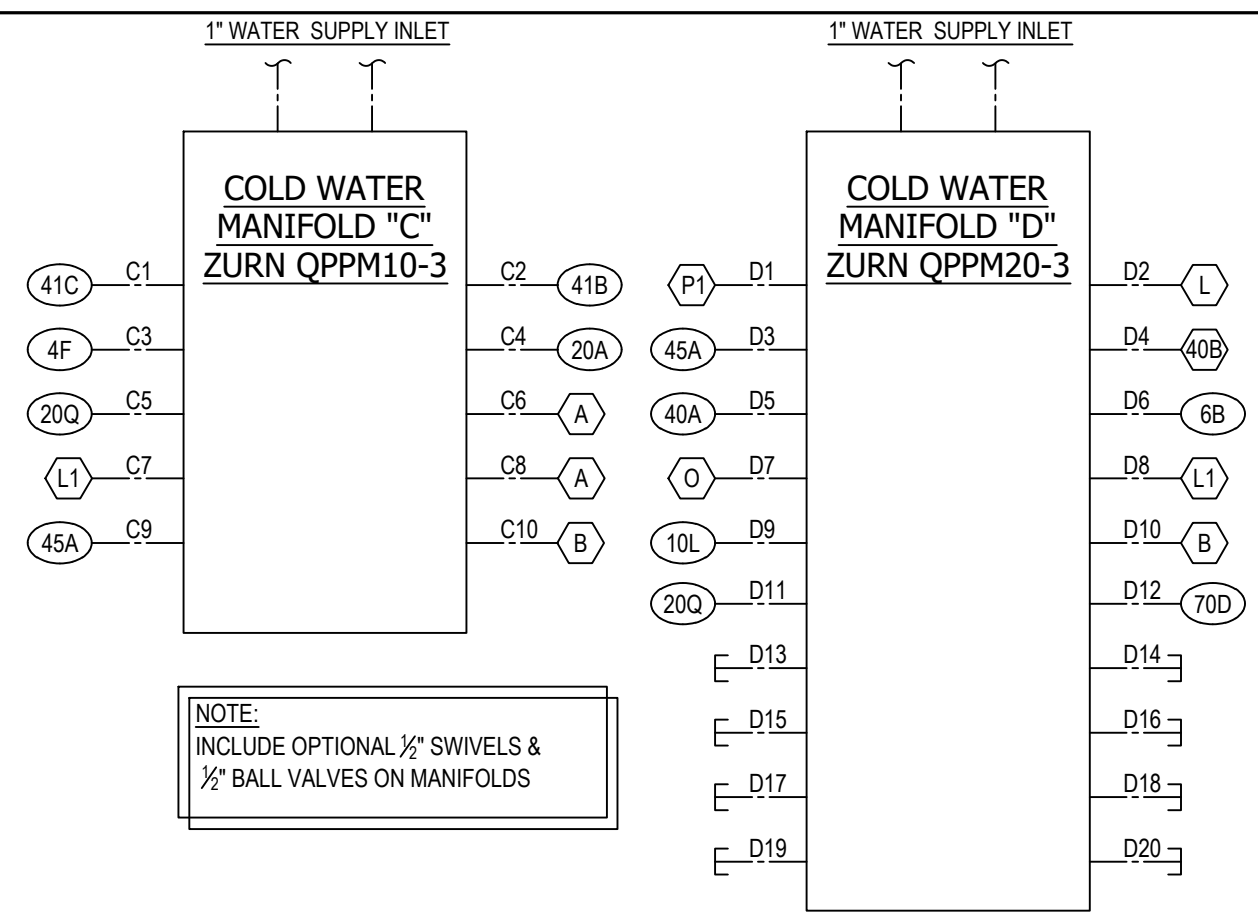 1" WATER SUPPLY INLET
COLD WATER
MANIFOLD "C"
ZURN QPPM10-3
41C C1 C2 41B
4F C3 C4 20A
20Q C5 C6 A
L1 C7 C8 A
45A C9 C10 B
NOTE:
INCLUDE OPTIONAL ½" SWIVELS &
½" BALL VALVES ON MANIFOLDS
1" WATER SUPPLY INLET
COLD WATER
MANIFOLD "D"
ZURN QPPM20-3
P1 D1 D2 L
45A D3 D4 40B
40A D5 D6 6B
O D7 D8 L1
10L D9 D10 B
20Q D11 D12 70D
D13 D14
D15 D16
D17 D18
D19 D20